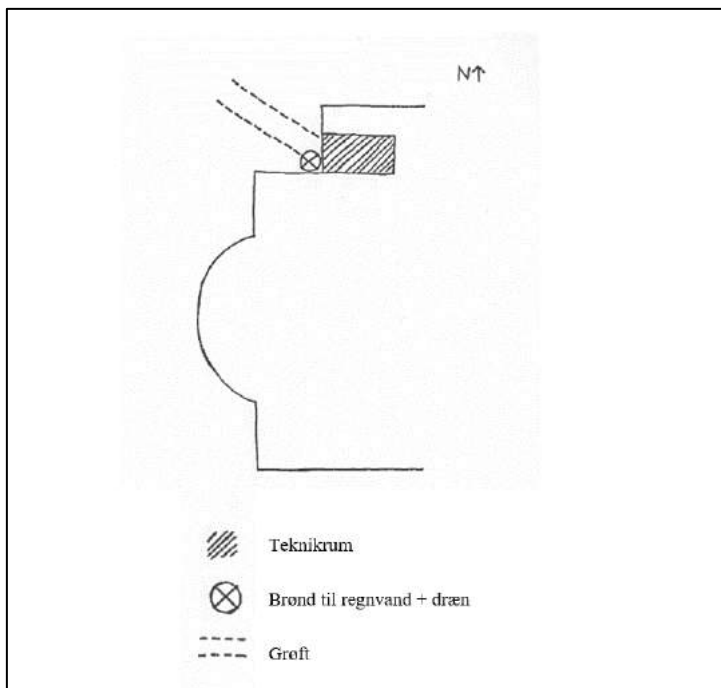 N↑
Teknikrum
Brønd til regnvand + dræn
Grøft